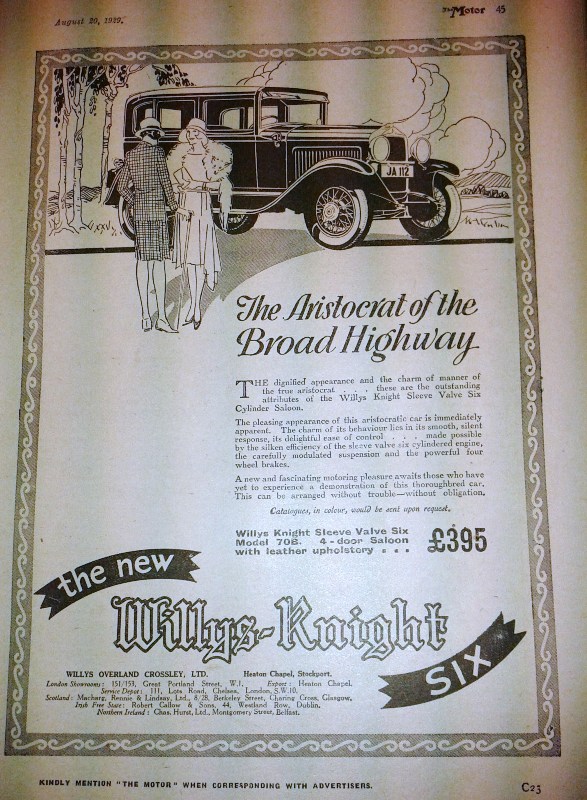 August 20, 1929.
The Motor 45
JA 112
The Aristocrat of the
Broad Highway
THE dignified appearance and the charm of manner of
the true aristocrat . . . these are the outstanding
attributes of the Willys Knight Sleeve Valve Six
Cylinder Saloon.
The pleasing appearance of this aristocratic car is immediately
apparent. The charm of its behaviour lies in its smooth, silent
response, its delightful ease of control . . . made possible
by the silken efficiency of the sleeve valve six cylindered engine,
the carefully modulated suspension and the powerful four
wheel brakes.
A new and fascinating motoring pleasure awaits those who have
yet to experience a demonstration of this thoroughbred car.
This can be arranged without trouble—without obligation.
Catalogues, in colour, would be sent upon request.
Willys Knight Sleeve Valve Six
Model 70B. 4-door Saloon
with leather upholstery . . . £395
the new
Willys-Knight
SIX
WILLYS OVERLAND CROSSLEY, LTD. Heaton Chapel, Stockport.
London Showrooms: 151/153, Great Portland Street, W.1. Export: Heaton Chapel.
Service Depot: 111, Lots Road, Chelsea, London, S.W.10.
Scotland: Macharg, Rennie & Lindsay, Ltd., 8/28, Berkeley Street, Charing Cross, Glasgow.
Irish Free State: Robert Callow & Sons, 44, Westland Row, Dublin.
Northern Ireland: Chas. Hurst, Ltd., Montgomery Street, Belfast.
KINDLY MENTION "THE MOTOR" WHEN CORRESPONDING WITH ADVERTISERS.
C23